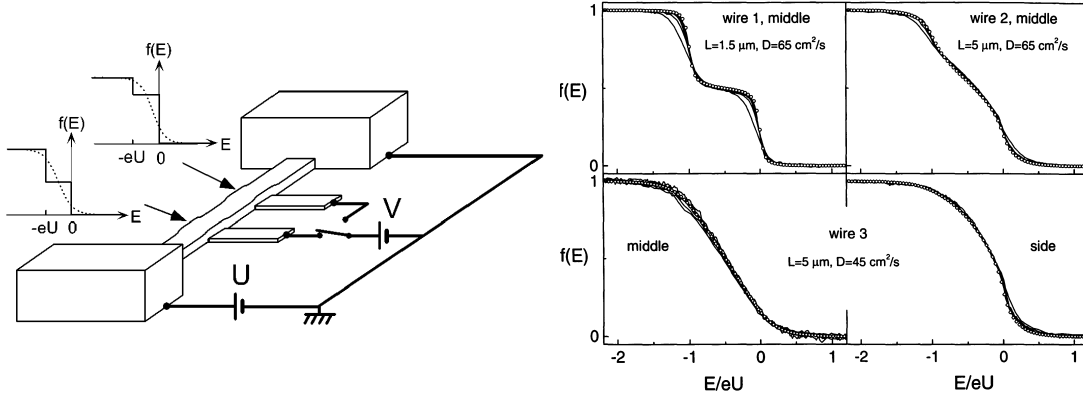 f(E)
E
-eU 0
f(E)
E
-eU 0
V
U
1
f(E)
0
wire 1, middle
L=1.5 μm, D=65 cm²/s
wire 2, middle
L=5 μm, D=65 cm²/s
1
f(E)
0
middle
wire 3
L=5 μm, D=45 cm²/s
side
-2 -1 0 1
-2 -1 0 1
E/eU
E/eU